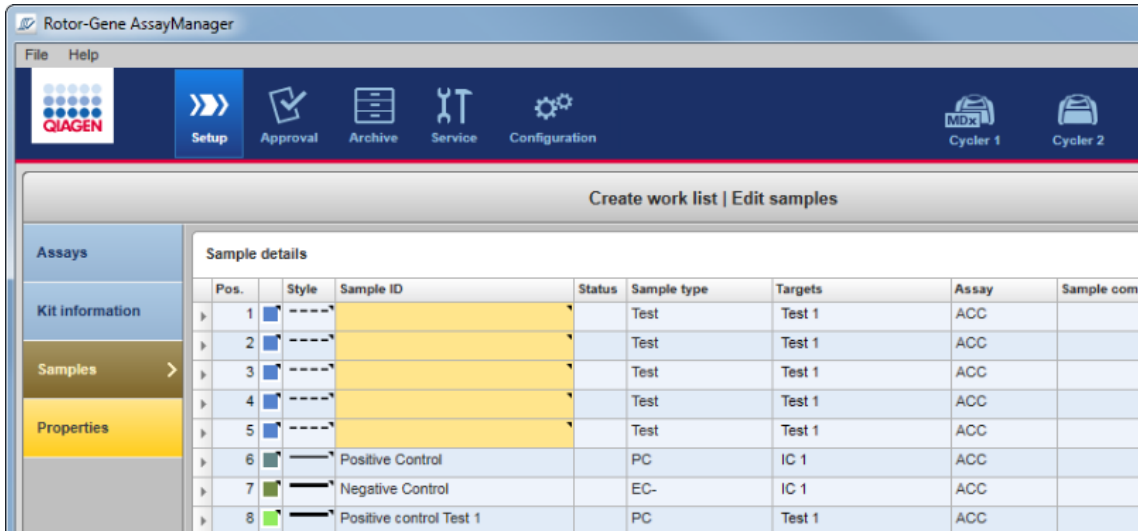 Rotor-Gene AssayManager
File Help
QIAGEN
Setup Approval Archive Service Configuration MDx Cycler 1 Cycler 2
Create work list | Edit samples
Assays
Kit information
Samples
Properties
Sample details
Pos. Style Sample ID Status Sample type Targets Assay Sample com
1 Test Test 1 ACC
2 Test Test 1 ACC
3 Test Test 1 ACC
4 Test Test 1 ACC
5 Test Test 1 ACC
6 Positive Control PC IC 1 ACC
7 Negative Control EC- IC 1 ACC
8 Positive control Test 1 PC Test 1 ACC